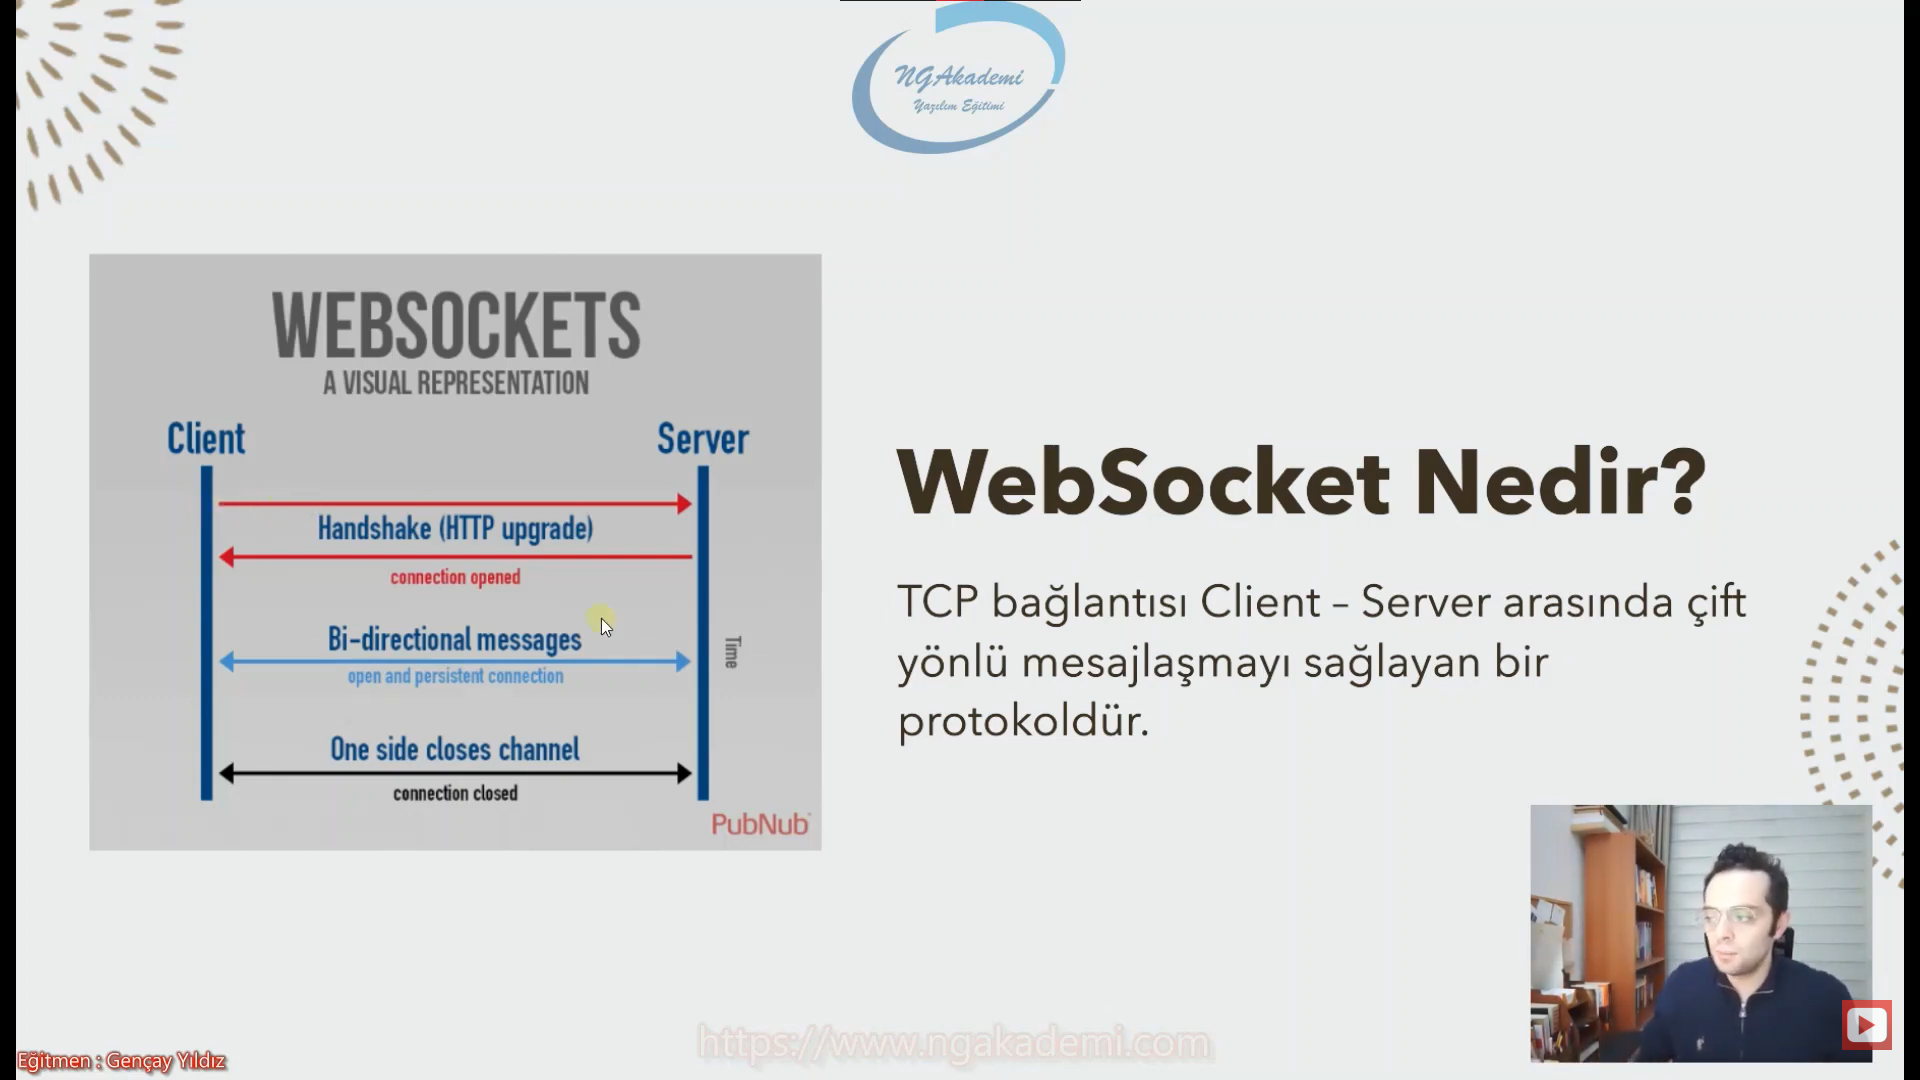 NGAkademi
Yazılım Eğitimi
WEBSOCKETS
A VISUAL REPRESENTATION
Client
Server
Handshake (HTTP upgrade)
connection opened
Bi-directional messages
open and persistent connection
Time
One side closes channel
connection closed
PubNub
WebSocket Nedir?
TCP bağlantısı Client – Server arasında çift
yönlü mesajlaşmayı sağlayan bir
protokoldür.
https://www.ngakademi.com
Eğitmen : Gençay Yıldız